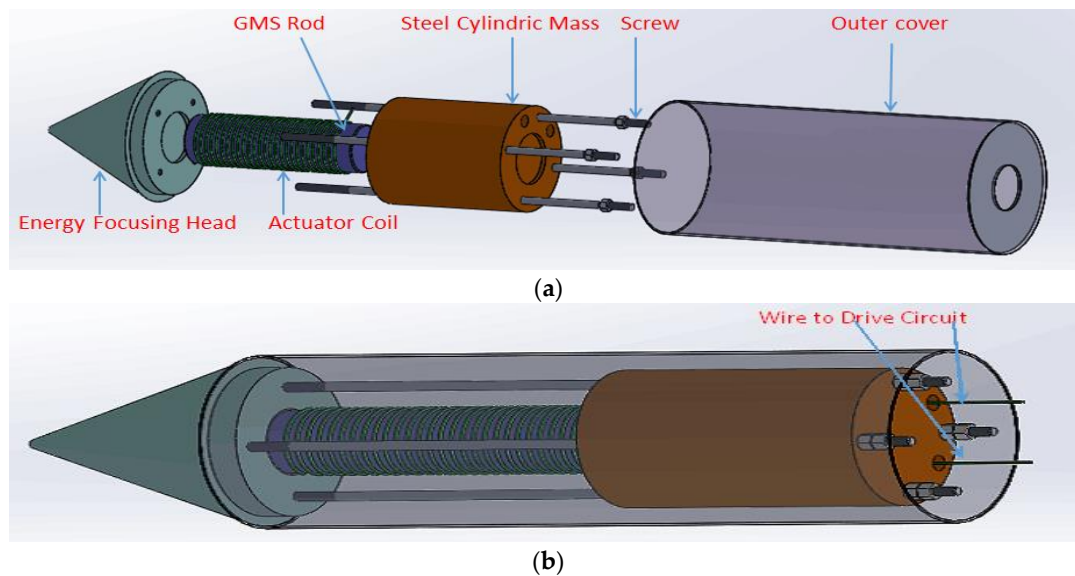 GMS Rod
Steel Cylindric Mass
Screw
Outer cover
Energy Focusing Head
Actuator Coil
(a)
Wire to Drive Circuit
(b)